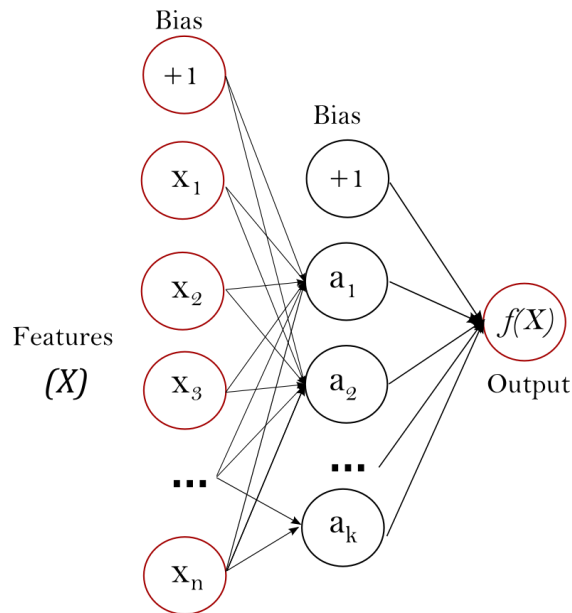 Bias
+1
x₁
x₂
x₃
...
xₙ
Features
(X)
Bias
+1
a₁
a₂
...
aₖ
f(X)
Output